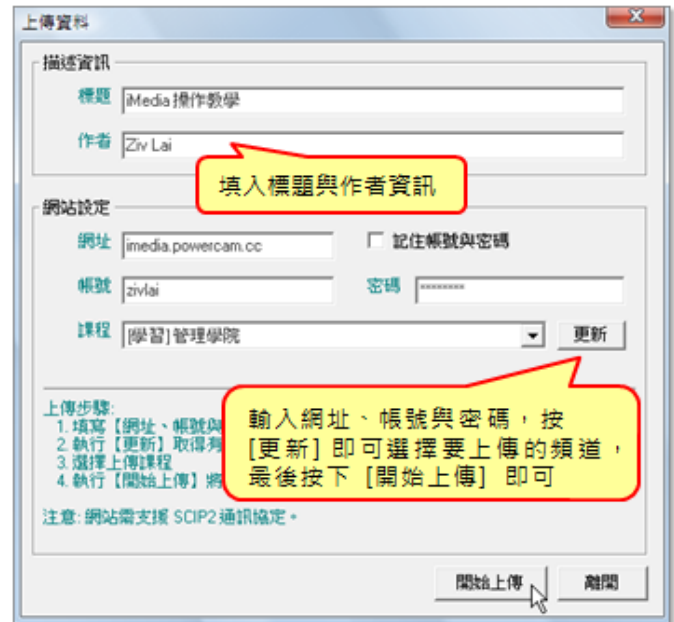 上傳資料
描述資訊
標題 iMedia 操作教學
作者 Ziv Lai
填入標題與作者資訊
網站設定
網址 imedia.powercam.cc 記住帳號與密碼
帳號 zivlai 密碼 ********
課程 [學習] 管理學院 更新
輸入網址、帳號與密碼，按
[更新] 即可選擇要上傳的頻道，
最後按下 [開始上傳] 即可
上傳步驟:
1. 填寫【網址、帳號與
2. 執行【更新】取得有
3. 選擇上傳課程
4. 執行【開始上傳】將
注意: 網站需支援 SCIP2 通訊協定。
開始上傳 離開